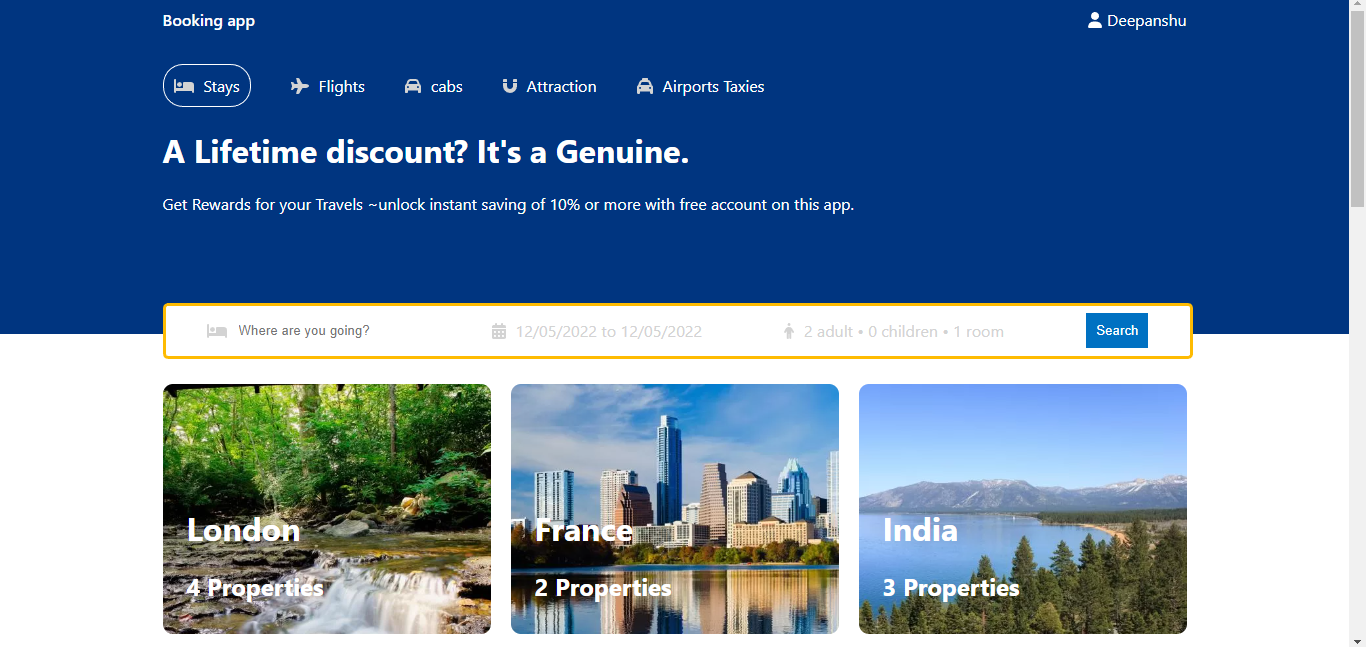 Booking app
Deepanshu
Stays
Flights
cabs
Attraction
Airports Taxies
A Lifetime discount? It's a Genuine.
Get Rewards for your Travels ~unlock instant saving of 10% or more with free account on this app.
Where are you going?
12/05/2022 to 12/05/2022
2 adult • 0 children • 1 room
Search
London
4 Properties
France
2 Properties
India
3 Properties